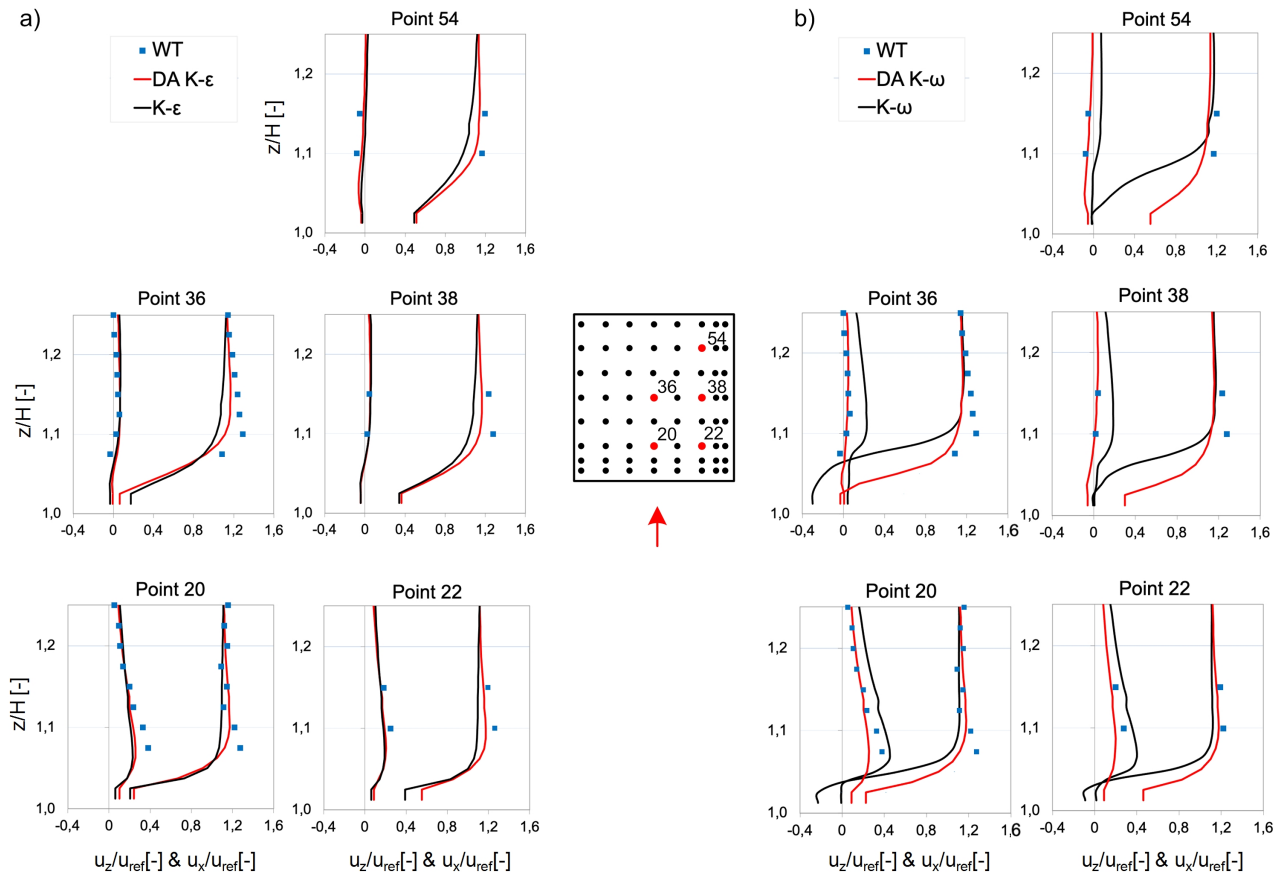 a)
Point 54
WT
DA K-ε
K-ε
z/H [-]
1,2
1,1
1,0
-0,4 0 0,4 0,8 1,2 1,6
Point 36
z/H [-]
1,2
1,1
1,0
-0,4 0 0,4 0,8 1,2 1,6
Point 38
-0,4 0 0,4 0,8 1,2 1,6
Point 20
z/H [-]
1,2
1,1
1,0
-0,4 0 0,4 0,8 1,2 1,6
uz/uref[-] & ux/uref[-]
Point 22
-0,4 0 0,4 0,8 1,2 1,6
uz/uref[-] & ux/uref[-]
54
36 38
20 22
b)
Point 54
WT
DA K-ω
K-ω
z/H [-]
1,2
1,1
1,0
-0,4 0 0,4 0,8 1,2 1,6
Point 36
z/H [-]
1,2
1,1
1,0
-0,4 0 0,4 0,8 1,2 1,6
Point 38
-0,4 0 0,4 0,8 1,2 1,6
Point 20
z/H [-]
1,2
1,1
1,0
-0,4 0 0,4 0,8 1,2 1,6
uz/uref[-] & ux/uref[-]
Point 22
-0,4 0 0,4 0,8 1,2 1,6
uz/uref[-] & ux/uref[-]